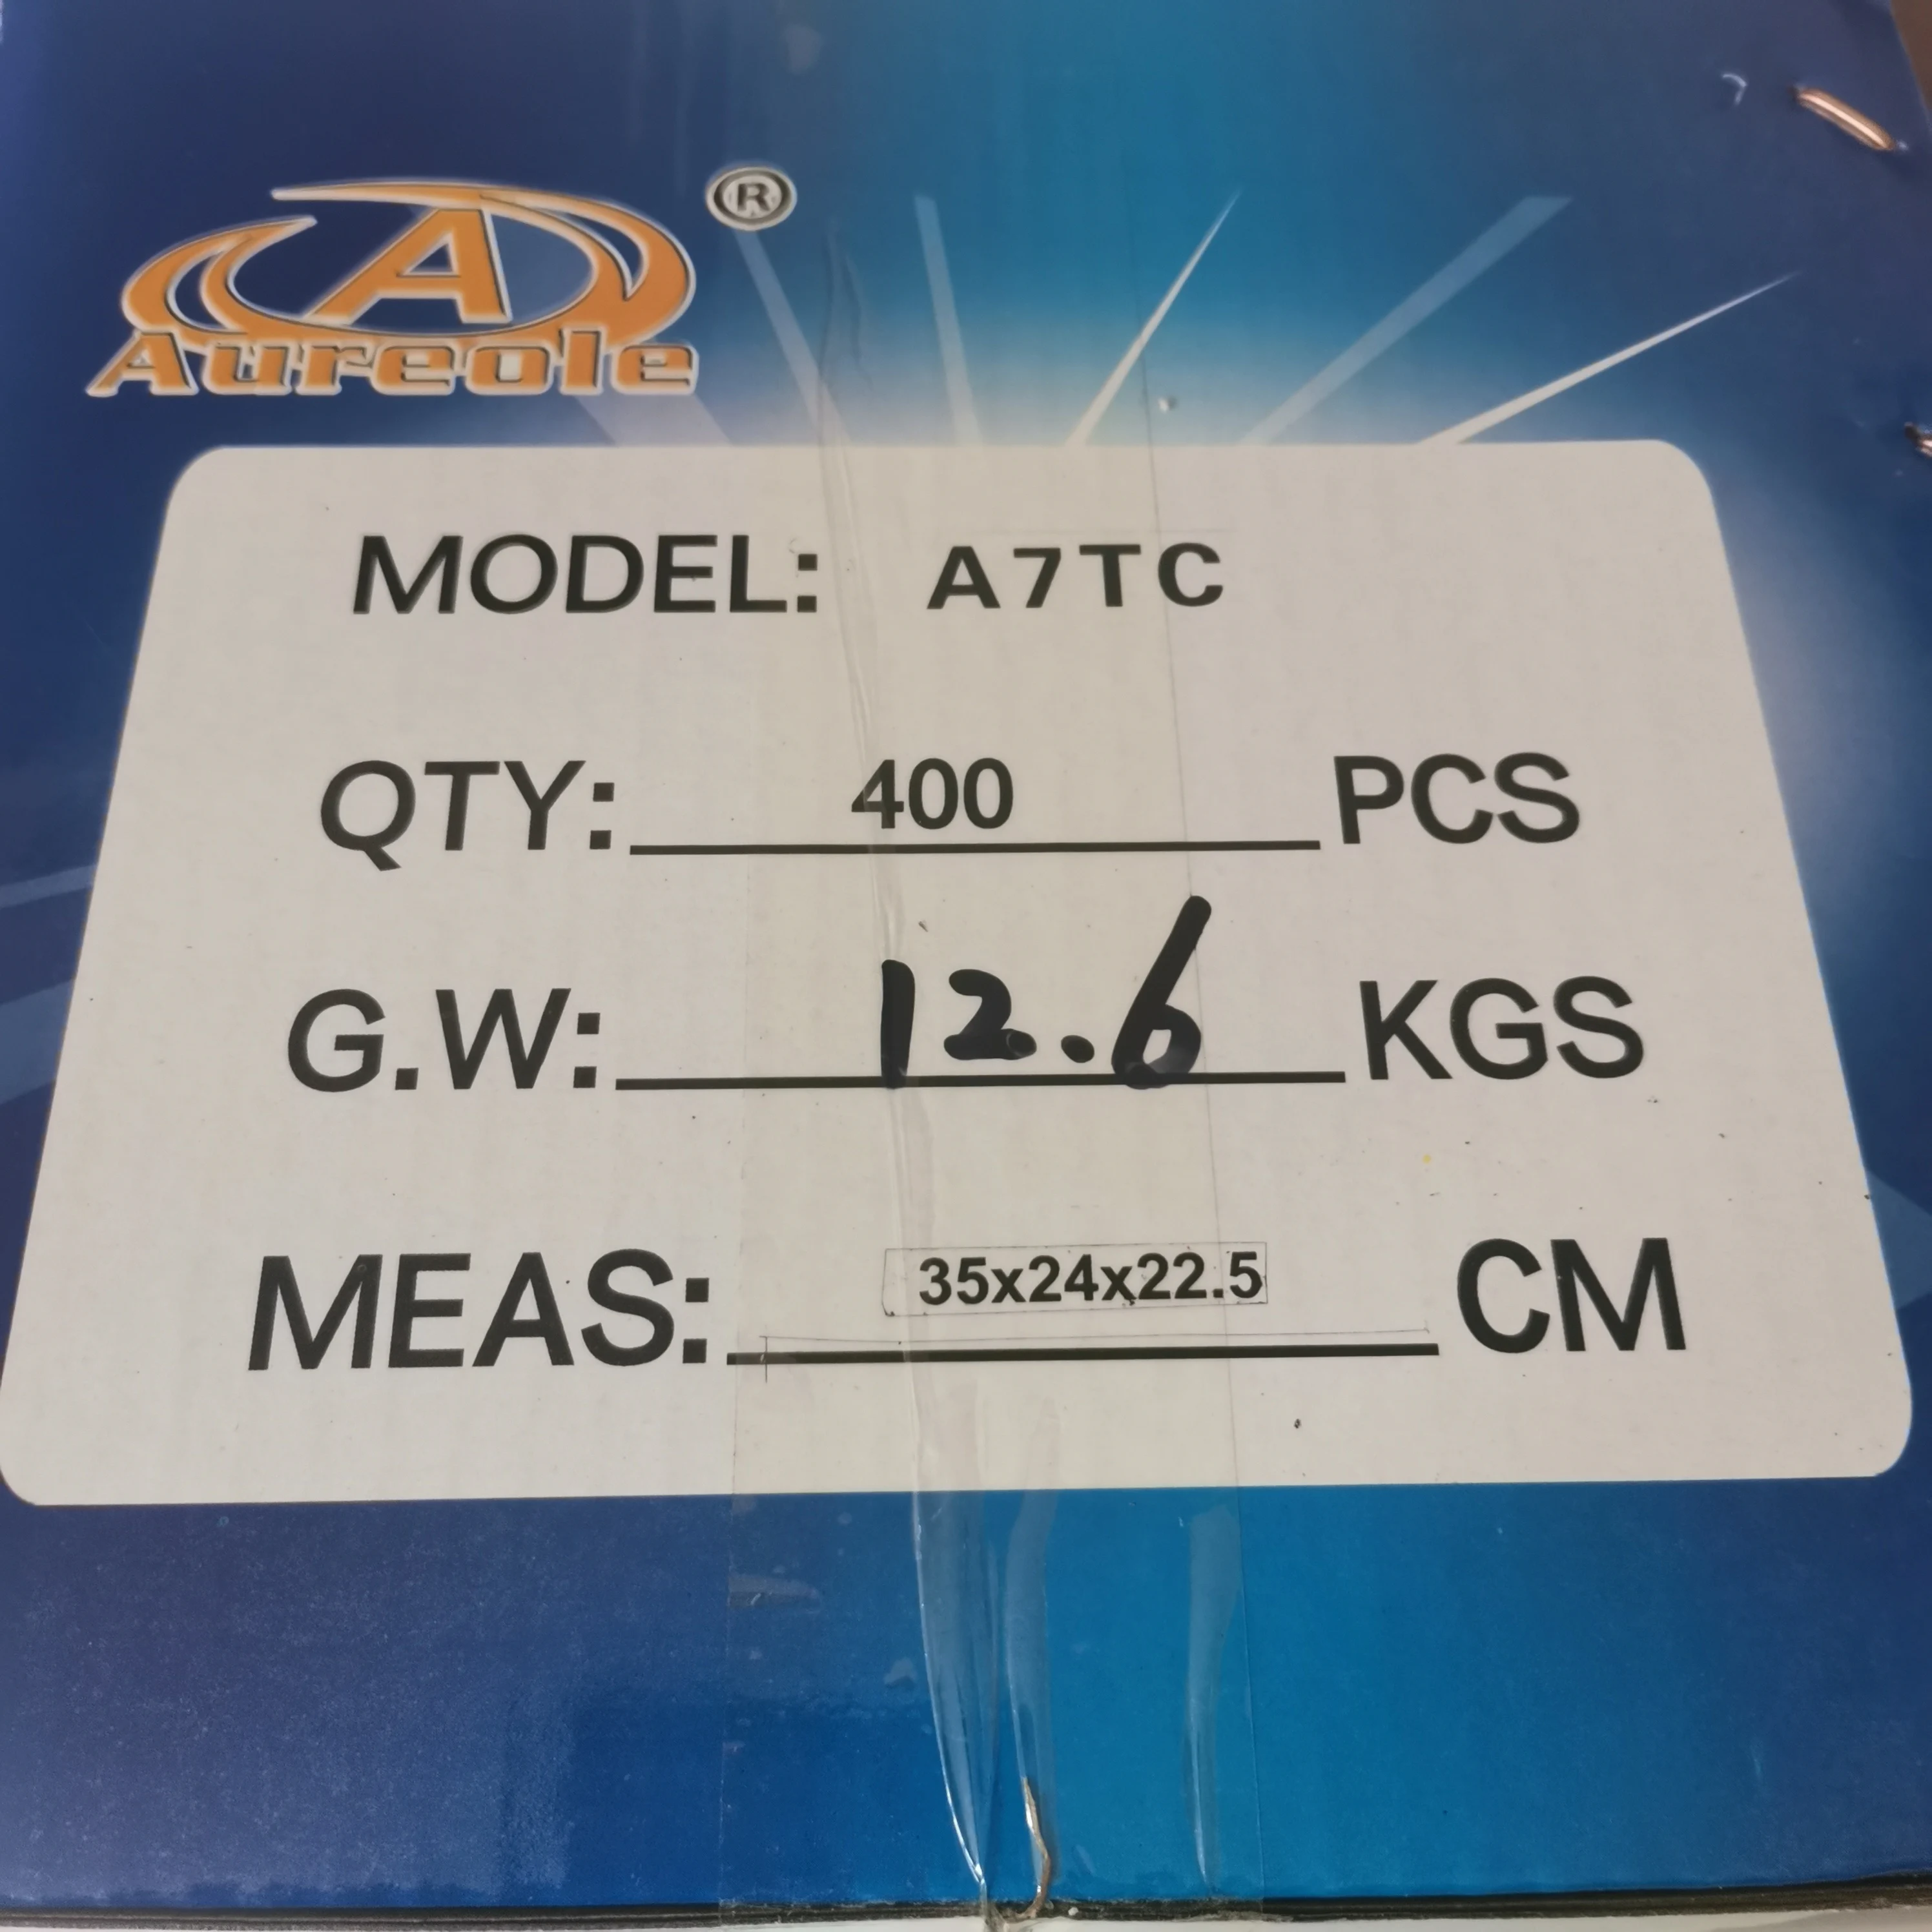 A
®
Aureole
MODEL: A7TC
QTY: 400 PCS
G.W: 12.6 KGS
MEAS: 35x24x22.5 CM